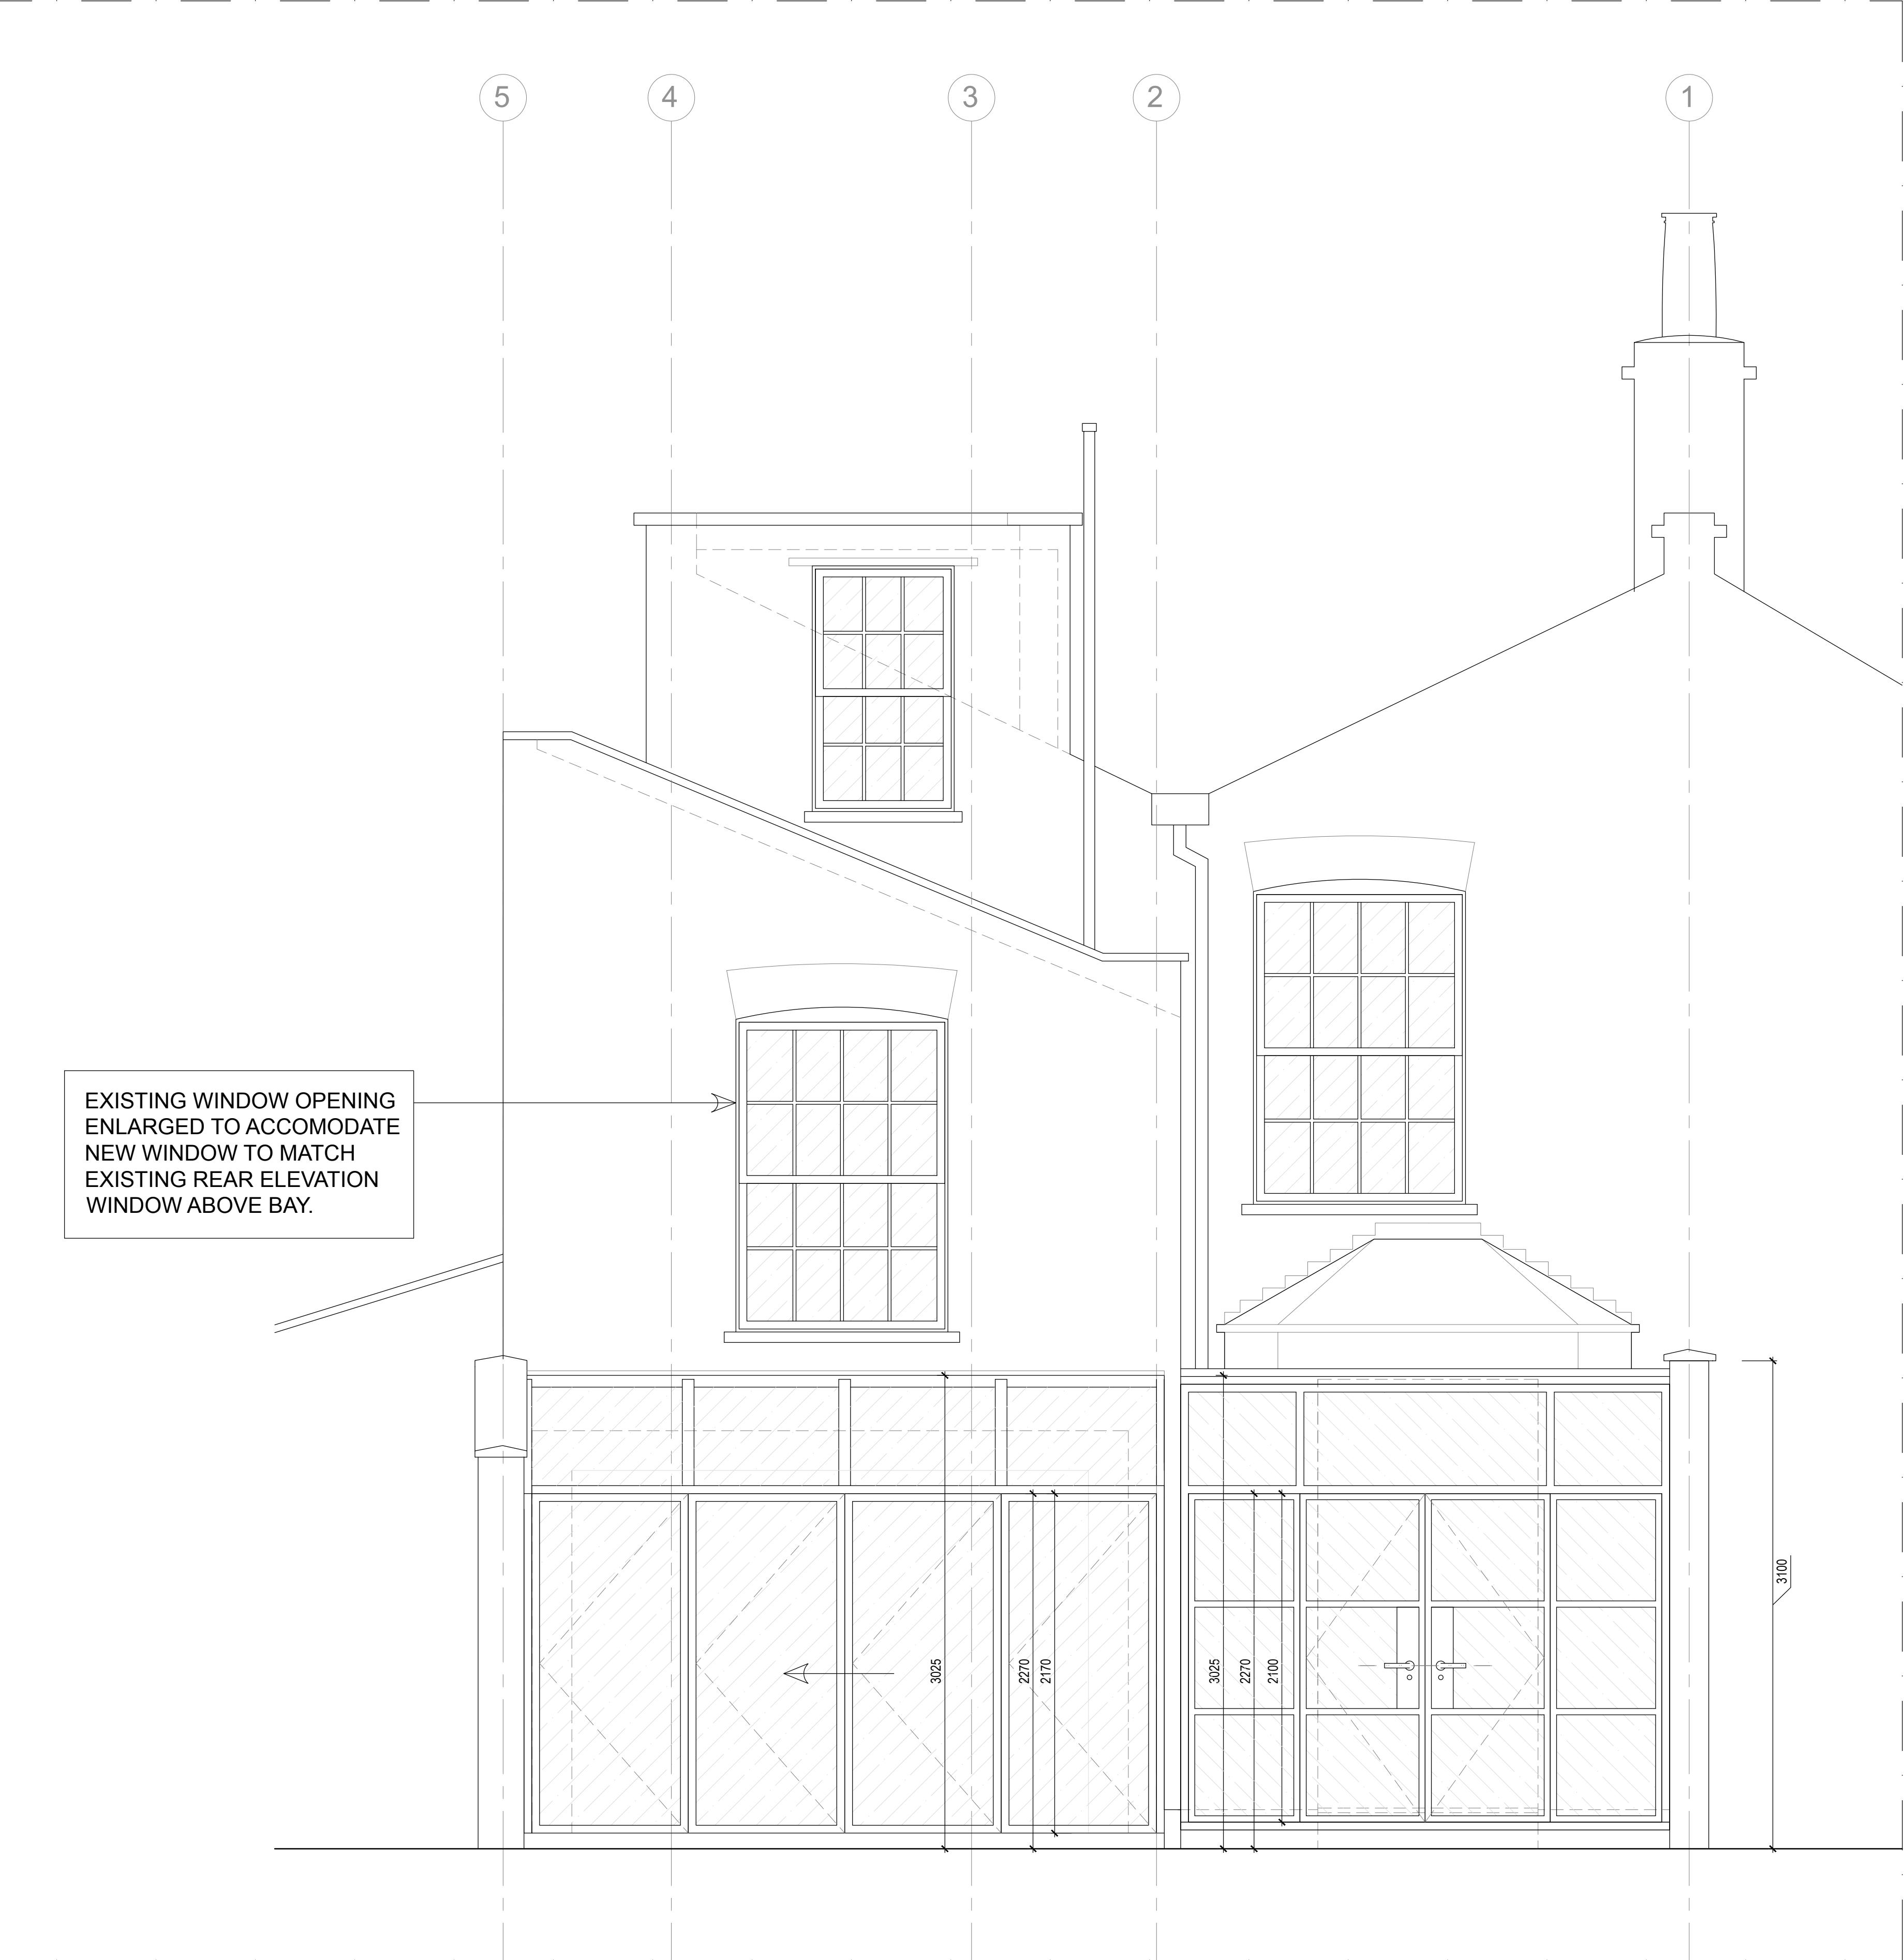 5 4 3 2 1
EXISTING WINDOW OPENING
ENLARGED TO ACCOMODATE
NEW WINDOW TO MATCH
EXISTING REAR ELEVATION
WINDOW ABOVE BAY.
3025
2270
2170
3025
2270
2100
3100